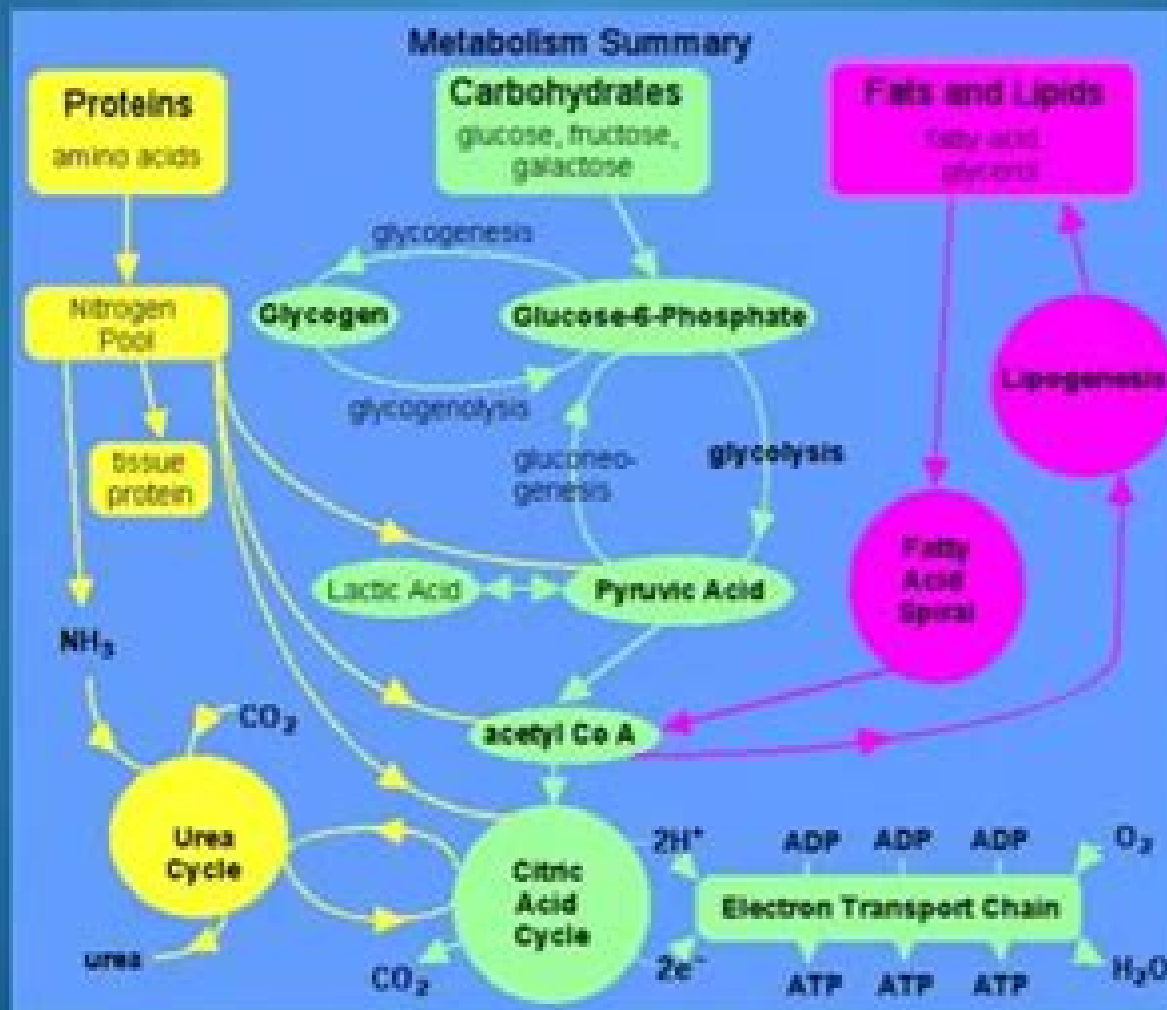 Metabolism Summary
Proteins
amino acids
Carbohydrates
glucose, fructose,
galactose
Fats and Lipids
fatty acid
glycerol
glycogenesis
Nitrogen
Pool
Glycogen
Glucose-6-Phosphate
Lipogenesis
glycogenolysis
tissue
protein
gluconeo-
genesis
glycolysis
Fatty
Acid
Spiral
Lactic Acid
Pyruvic Acid
NH3
CO2
acetyl Co A
Urea
Cycle
Citric
Acid
Cycle
2H+
ADP
ADP
ADP
O2
Electron Transport Chain
urea
CO2
2e-
ATP
ATP
ATP
H2O